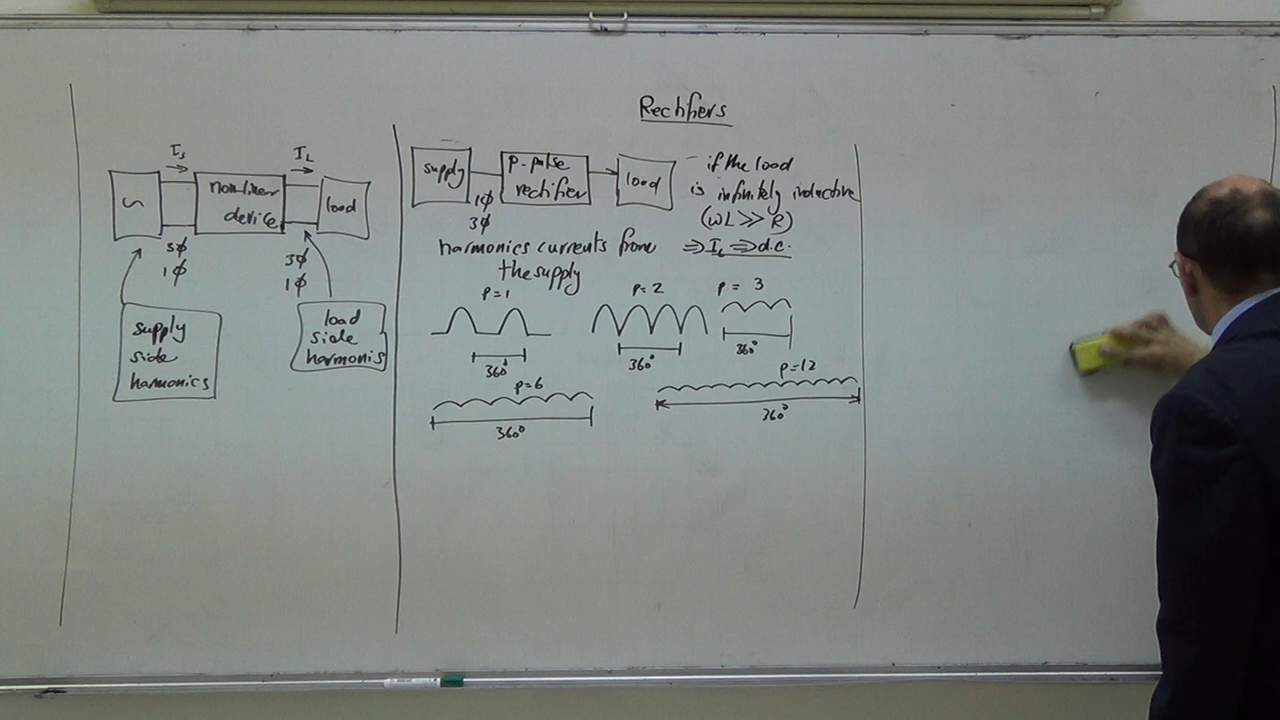 Rectifiers
Is
IL
~
non-liner
device
load
3φ
1φ
3φ
1φ
supply
side
harmonics
load
side
harmonis
supply
P-pulse
rectifier
load
1φ
3φ
- if the load
is infinitely inductive
(ωL >> R)
⇒ IL ⇒ d.c.
harmonics currents from
the supply
P=1
360°
P=2
360°
P= 3
360°
P=6
360°
P=12
360°